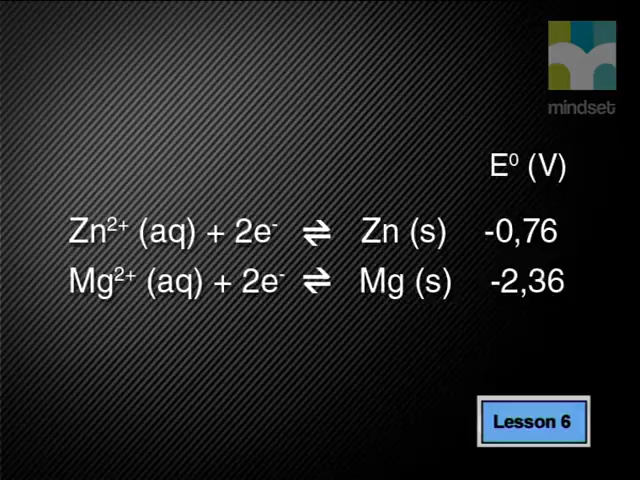 mindset
E⁰ (V)
Zn²⁺ (aq) + 2e⁻ ⇌ Zn (s) -0,76
Mg²⁺ (aq) + 2e⁻ ⇌ Mg (s) -2,36
Lesson 6